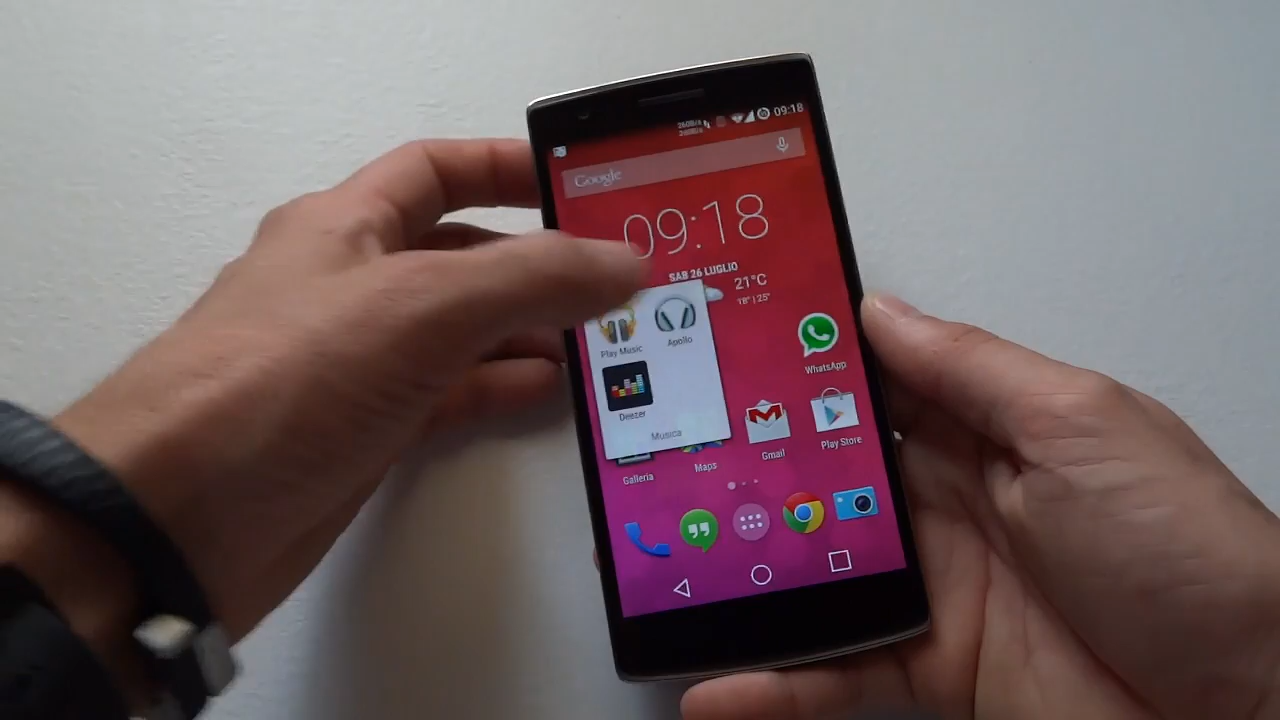 09:18
Google
09:18
SAB 26 LUGLIO
21°C
18° | 25°
Play Music
Apollo
WhatsApp
Deezer
Musica
Gmail
Play Store
Galleria
Maps